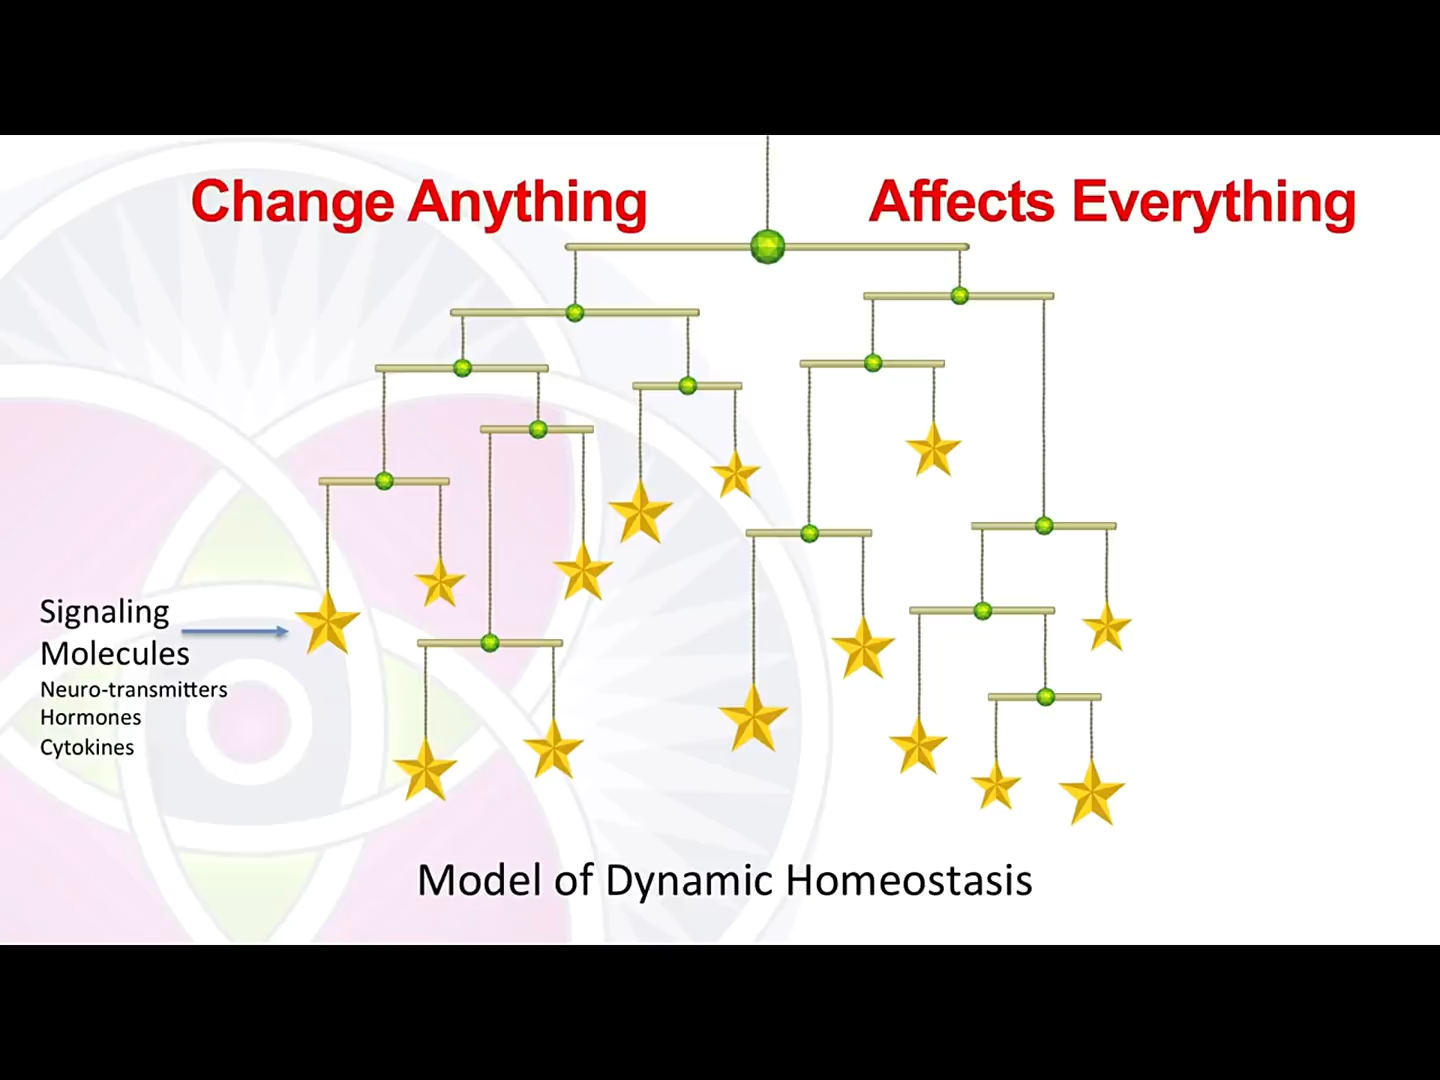 Change Anything
Affects Everything
Signaling
Molecules
Neuro-transmitters
Hormones
Cytokines
Model of Dynamic Homeostasis